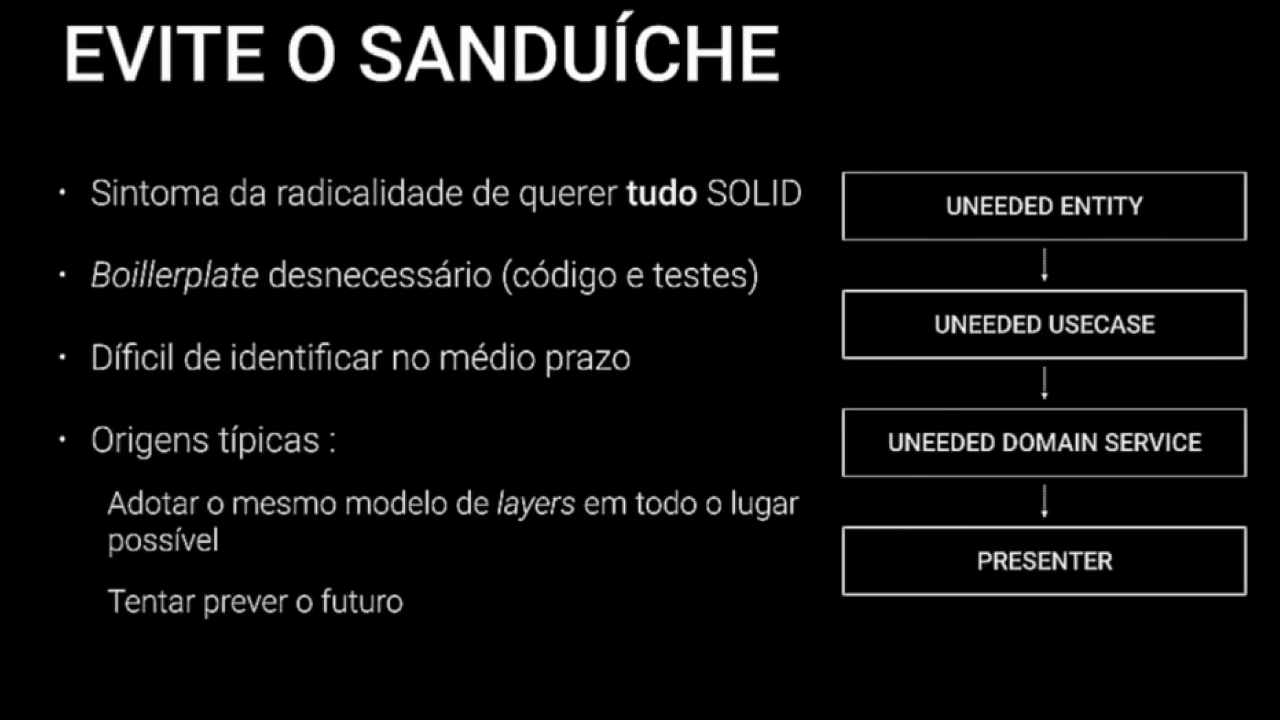 EVITE O SANDUÍCHE
• Sintoma da radicalidade de querer tudo SOLID
• Boillerplate desnecessário (código e testes)
• Díficil de identificar no médio prazo
• Origens típicas :
Adotar o mesmo modelo de layers em todo o lugar
possível
Tentar prever o futuro
UNEEDED ENTITY
UNEEDED USECASE
UNEEDED DOMAIN SERVICE
PRESENTER